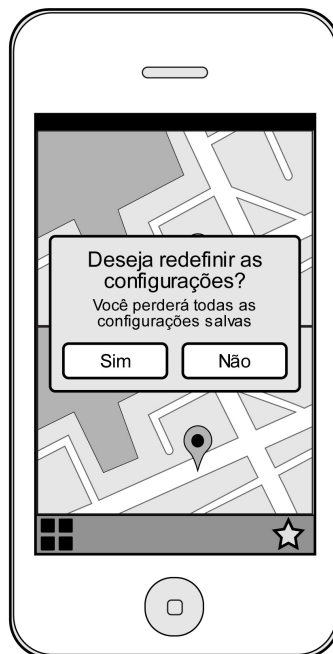 Deseja redefinir as
configurações?
Você perderá todas as
configurações salvas
Sim
Não